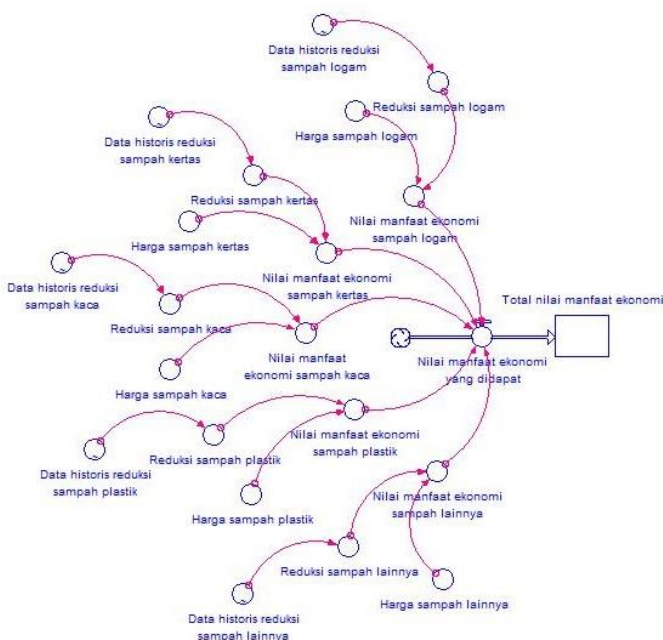 Data historis reduksi
sampah logam
Reduksi sampah logam
Harga sampah logam
Data historis reduksi
sampah kertas
Reduksi sampah kertas
Nilai manfaat ekonomi
sampah logam
Harga sampah kertas
Data historis reduksi
sampah kaca
Nilai manfaat ekonomi
sampah kertas
Total nilai manfaat ekonomi
Reduksi sampah kaca
Nilai manfaat
ekonomi sampah kaca
Nilai manfaat ekonomi
yang didapat
Harga sampah kaca
Nilai manfaat ekonomi
sampah plastik
Reduksi sampah plastik
Data historis reduksi
sampah plastik
Nilai manfaat ekonomi
sampah lainnya
Harga sampah plastik
Reduksi sampah lainnya
Harga sampah lainnya
Data historis reduksi
sampah lainnya